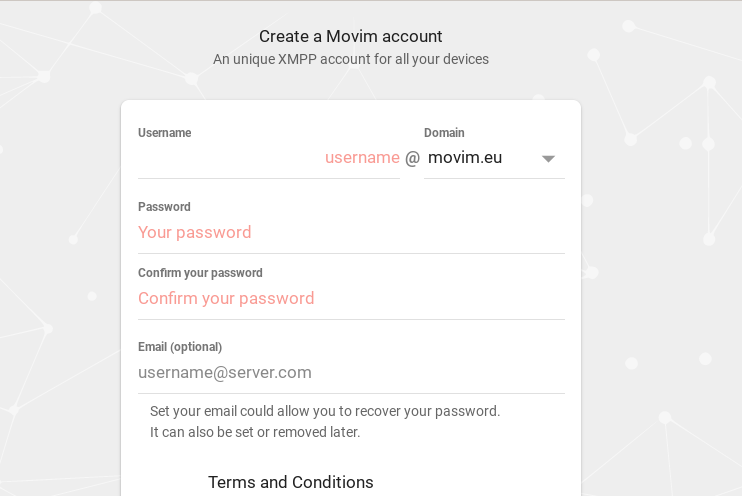 Create a Movim account
An unique XMPP account for all your devices
Username
Domain
username @ movim.eu
Password
Your password
Confirm your password
Confirm your password
Email (optional)
username@server.com
Set your email could allow you to recover your password.
It can also be set or removed later.
Terms and Conditions